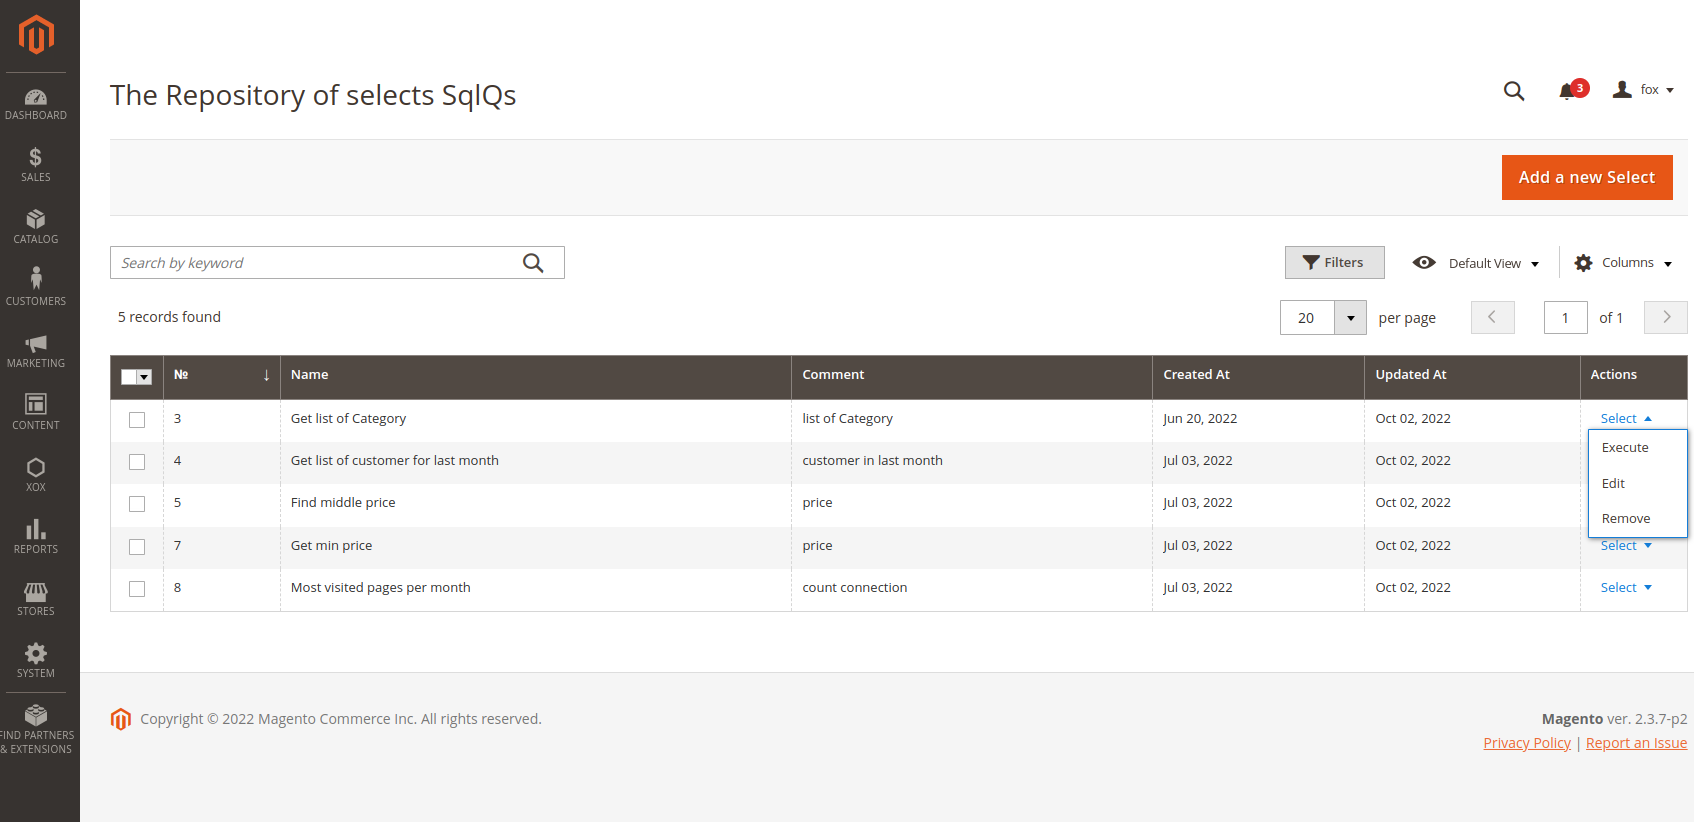 The Repository of selects SqlQs
3
fox
DASHBOARD
SALES
CATALOG
CUSTOMERS
MARKETING
CONTENT
XOX
REPORTS
STORES
SYSTEM
FIND PARTNERS
& EXTENSIONS
Add a new Select
Search by keyword
Filters
Default View
Columns
5 records found
20 per page 1 of 1
№ ↓ Name Comment Created At Updated At Actions
3 Get list of Category list of Category Jun 20, 2022 Oct 02, 2022 Select
Execute
4 Get list of customer for last month customer in last month Jul 03, 2022 Oct 02, 2022
Edit
5 Find middle price price Jul 03, 2022 Oct 02, 2022
Remove
7 Get min price price Jul 03, 2022 Oct 02, 2022 Select
8 Most visited pages per month count connection Jul 03, 2022 Oct 02, 2022 Select
Copyright © 2022 Magento Commerce Inc. All rights reserved.
Magento ver. 2.3.7-p2
Privacy Policy | Report an Issue